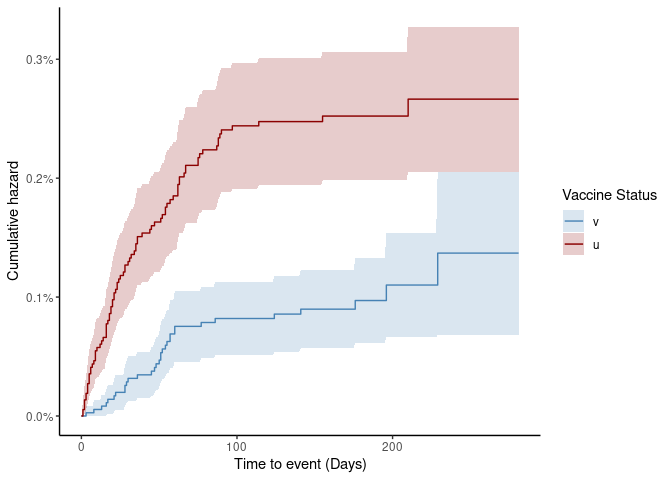 Cumulative hazard
0.3%
0.2%
0.1%
0.0%
0
100
200
Time to event (Days)
Vaccine Status
v
u